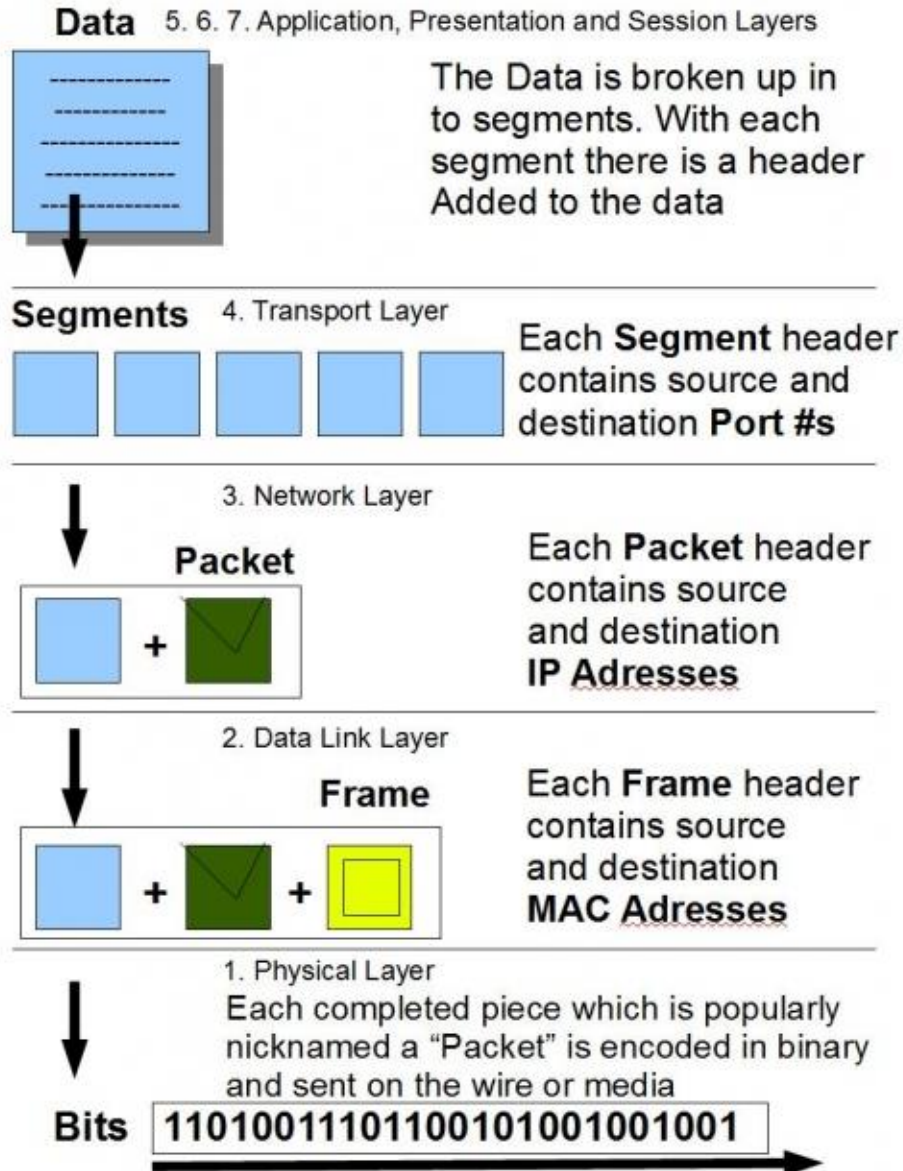 Data 5. 6. 7. Application, Presentation and Session Layers
The Data is broken up in
to segments. With each
segment there is a header
Added to the data
Segments 4. Transport Layer
Each Segment header
contains source and
destination Port #s
3. Network Layer
Packet
Each Packet header
contains source
and destination
IP Adresses
+
2. Data Link Layer
Frame
Each Frame header
contains source
and destination
MAC Adresses
+ +
1. Physical Layer
Each completed piece which is popularly
nicknamed a “Packet” is encoded in binary
and sent on the wire or media
Bits 1101001110110010101001001001